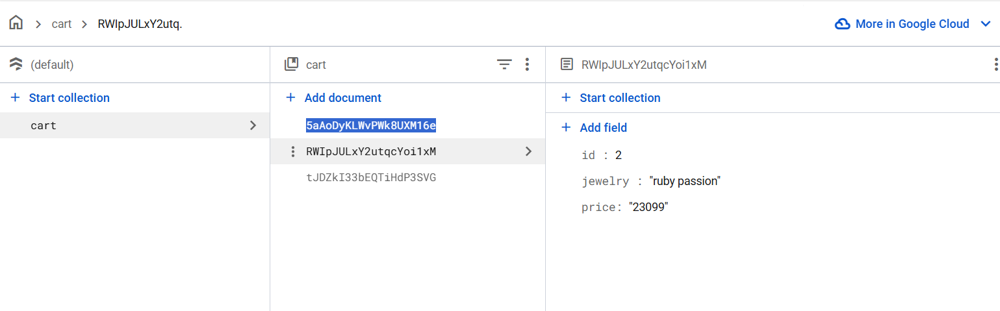 cart RWIpJULxY2utq.
More in Google Cloud
(default)
cart
RWIpJULxY2utqcYoi1xM
+ Start collection
+ Add document
+ Start collection
cart
5aAoDyKLWvPWk8UXM16e
+ Add field
RWIpJULxY2utqcYoi1xM
id : 2
tJDZkI33bEQTiHdP3SVG
jewelry : "ruby passion"
price: "23099"